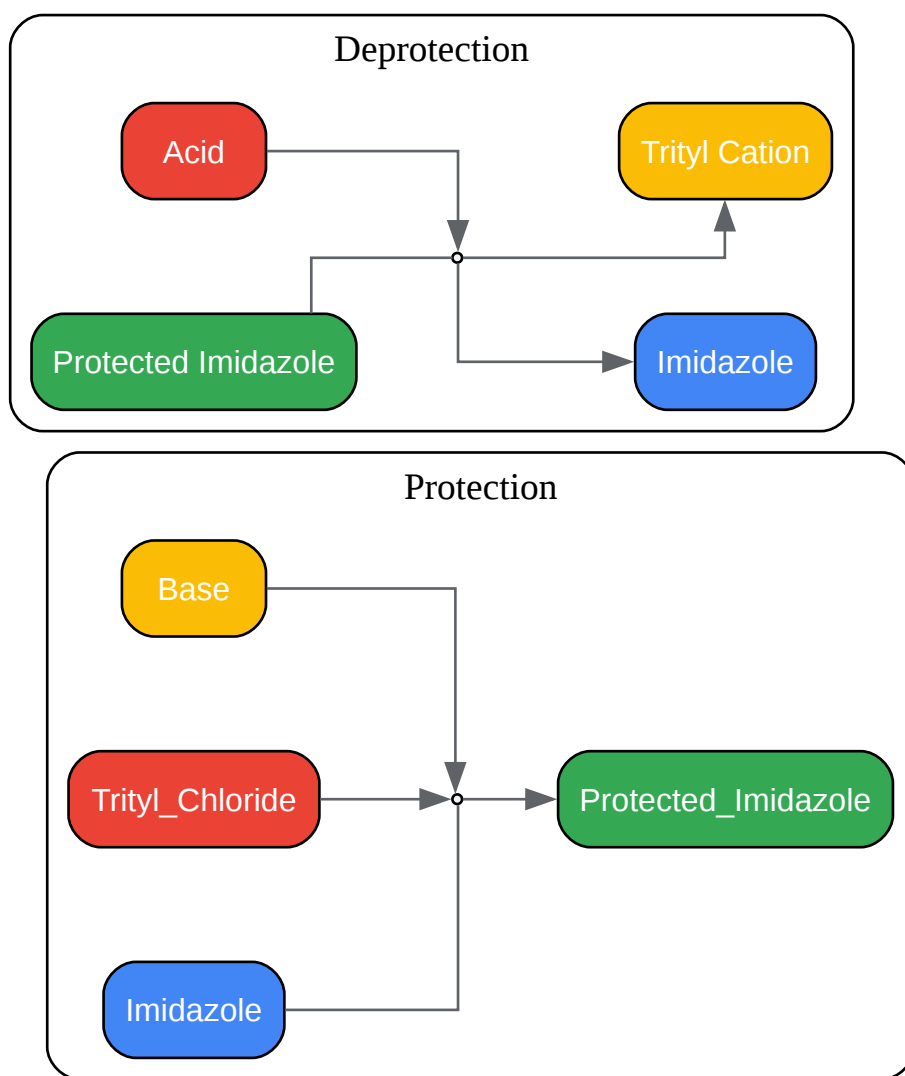 Deprotection
Acid
Trityl Cation
Protected Imidazole
Imidazole
Protection
Base
Trityl_Chloride
Protected_Imidazole
Imidazole